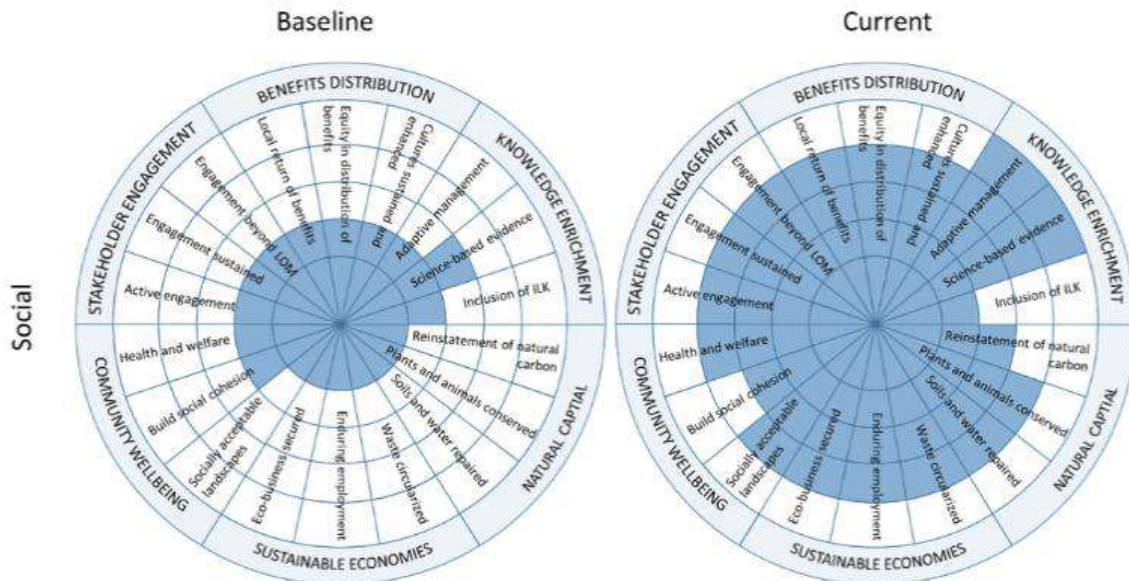 Baseline
Current
Social
BENEFITS DISTRIBUTION
KNOWLEDGE ENRICHMENT
NATURAL CAPTIAL
SUSTAINABLE ECONOMIES
COMMUNITY WELLBEING
STAKEHOLDER ENGAGEMENT
Local return of benefits
Equity in distribution of
benefits
Cultures sustained and
enhanced
Adaptive management
Science-based evidence
Inclusion of ILK
Reinstatement of natural
carbon
Plants and animals conserved
Soils and water repaired
Waste circularized
Enduring employment
Eco-business secured
Socially acceptable
landscapes
Build social cohesion
Health and welfare
Active engagement
Engagement sustained
Engagement beyond LOM
BENEFITS DISTRIBUTION
KNOWLEDGE ENRICHMENT
NATURAL CAPTIAL
SUSTAINABLE ECONOMIES
COMMUNITY WELLBEING
STAKEHOLDER ENGAGEMENT
Local return of benefits
Equity in distribution of
benefits
Cultures sustained and
enhanced
Adaptive management
Science-based evidence
Inclusion of ILK
Reinstatement of natural
carbon
Plants and animals conserved
Soils and water repaired
Waste circularized
Enduring employment
Eco-business secured
Socially acceptable
landscapes
Build social cohesion
Health and welfare
Active engagement
Engagement sustained
Engagement beyond LOM